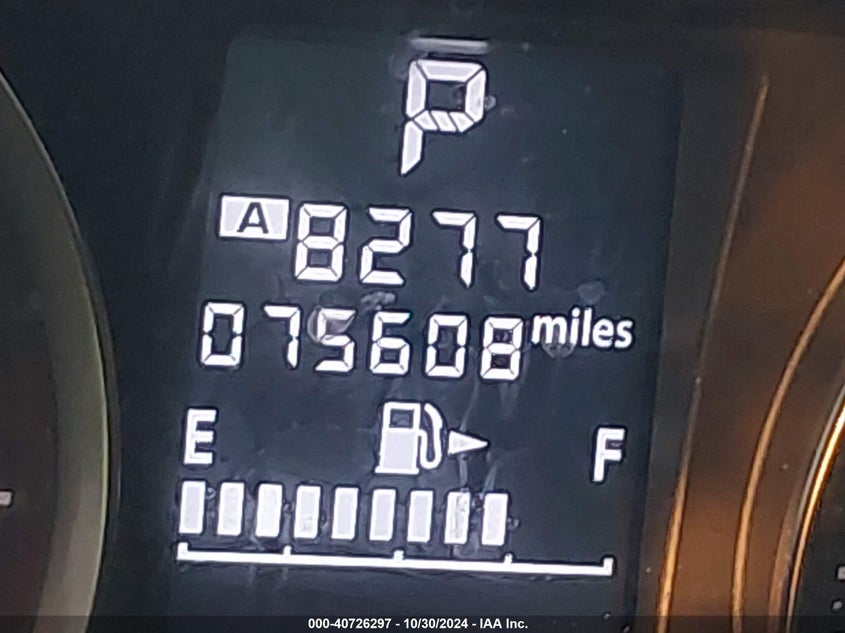 P
A 8277
075608 miles
E F
000-40726297 - 10/30/2024 - IAA Inc.